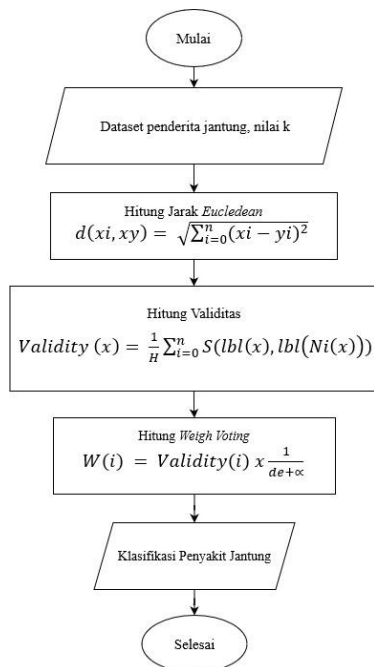 Mulai
Dataset penderita jantung, nilai k
Hitung Jarak Eucledean
d(xi, xy) = √∑ⁿᵢ₌₀(xi − yi)²
Hitung Validitas
Validity (x) = 1/H ∑ⁿᵢ₌₀ S(lbl(x), lbl(Ni(x)))
Hitung Weigh Voting
W(i) = Validity(i) x 1/de+∝
Klasifikasi Penyakit Jantung
Selesai